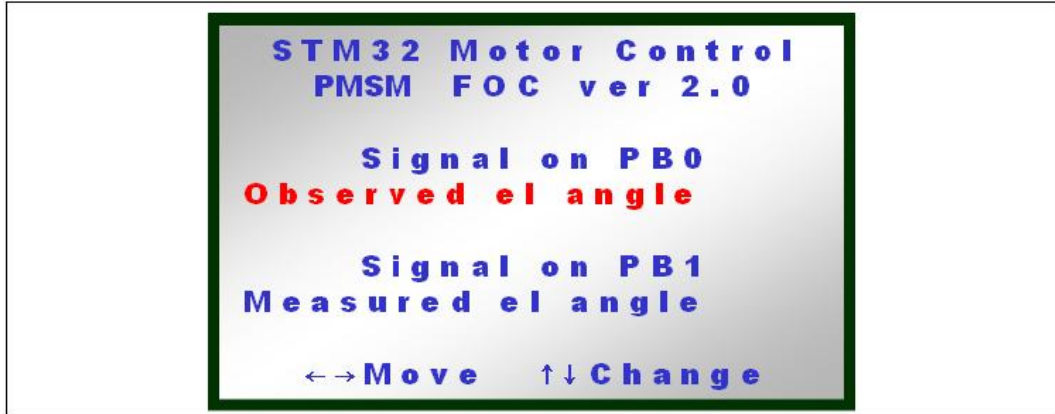 STM32 Motor Control
PMSM FOC ver 2.0
Signal on PB0
Observed el angle
Signal on PB1
Measured el angle
←→Move ↑↓Change